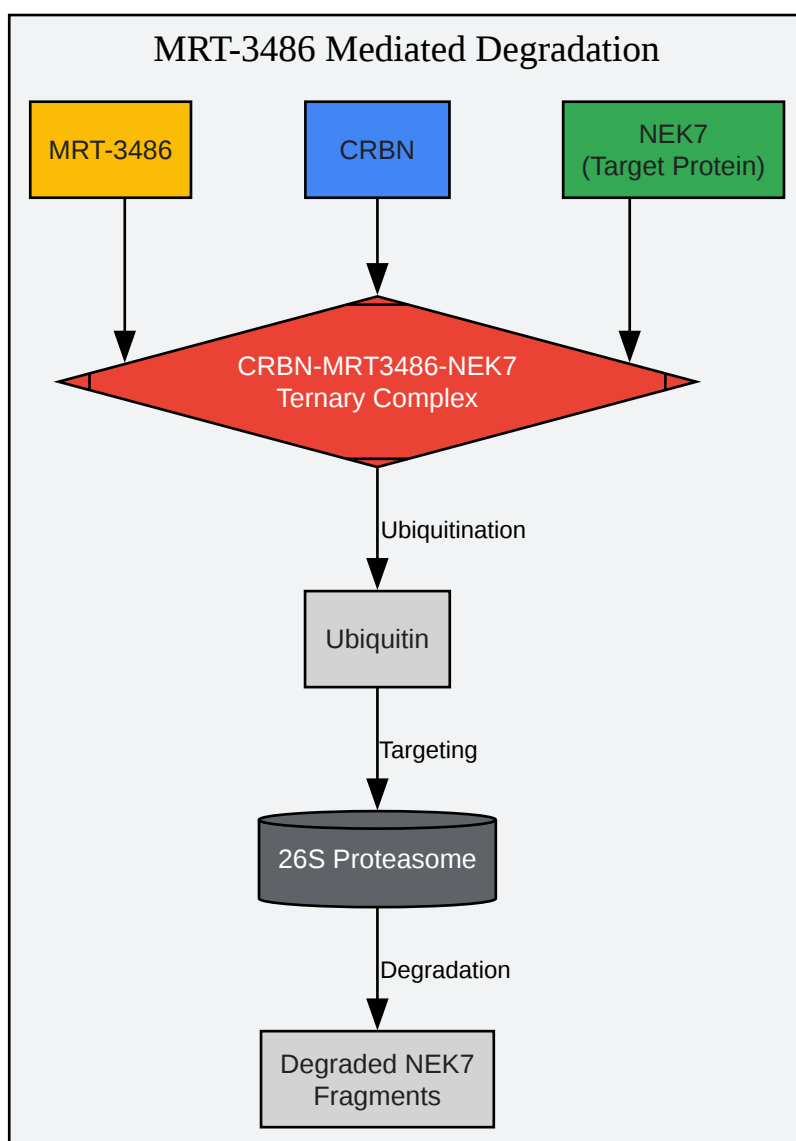 MRT-3486 Mediated Degradation
MRT-3486
CRBN
NEK7
(Target Protein)
CRBN-MRT3486-NEK7
Ternary Complex
Ubiquitination
Ubiquitin
Targeting
26S Proteasome
Degradation
Degraded NEK7
Fragments